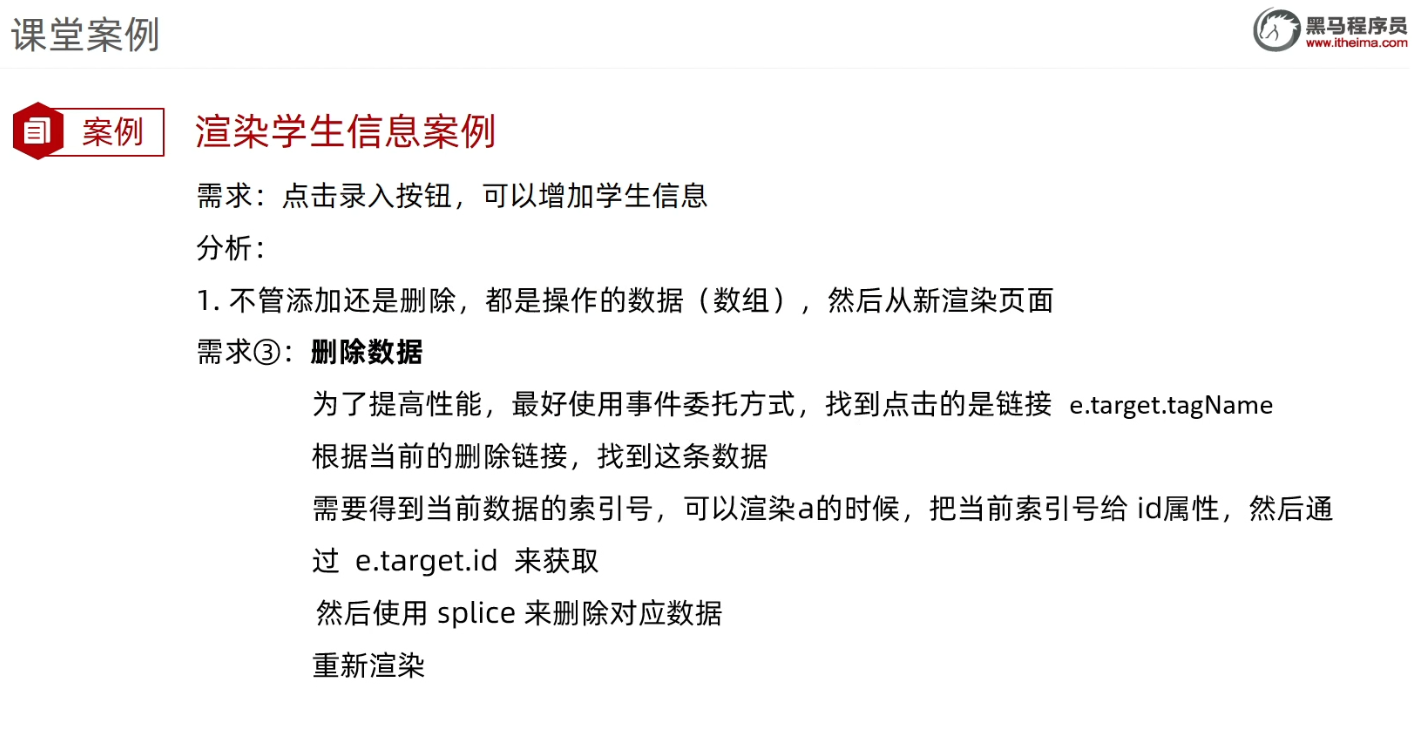 课堂案例
黑马程序员
www.itheima.com
案例
渲染学生信息案例
需求：点击录入按钮，可以增加学生信息
分析：
1. 不管添加还是删除，都是操作的数据（数组），然后从新渲染页面
需求③：删除数据
为了提高性能，最好使用事件委托方式，找到点击的是链接 e.target.tagName
根据当前的删除链接，找到这条数据
需要得到当前数据的索引号，可以渲染a的时候，把当前索引号给 id属性，然后通
过 e.target.id 来获取
然后使用 splice 来删除对应数据
重新渲染